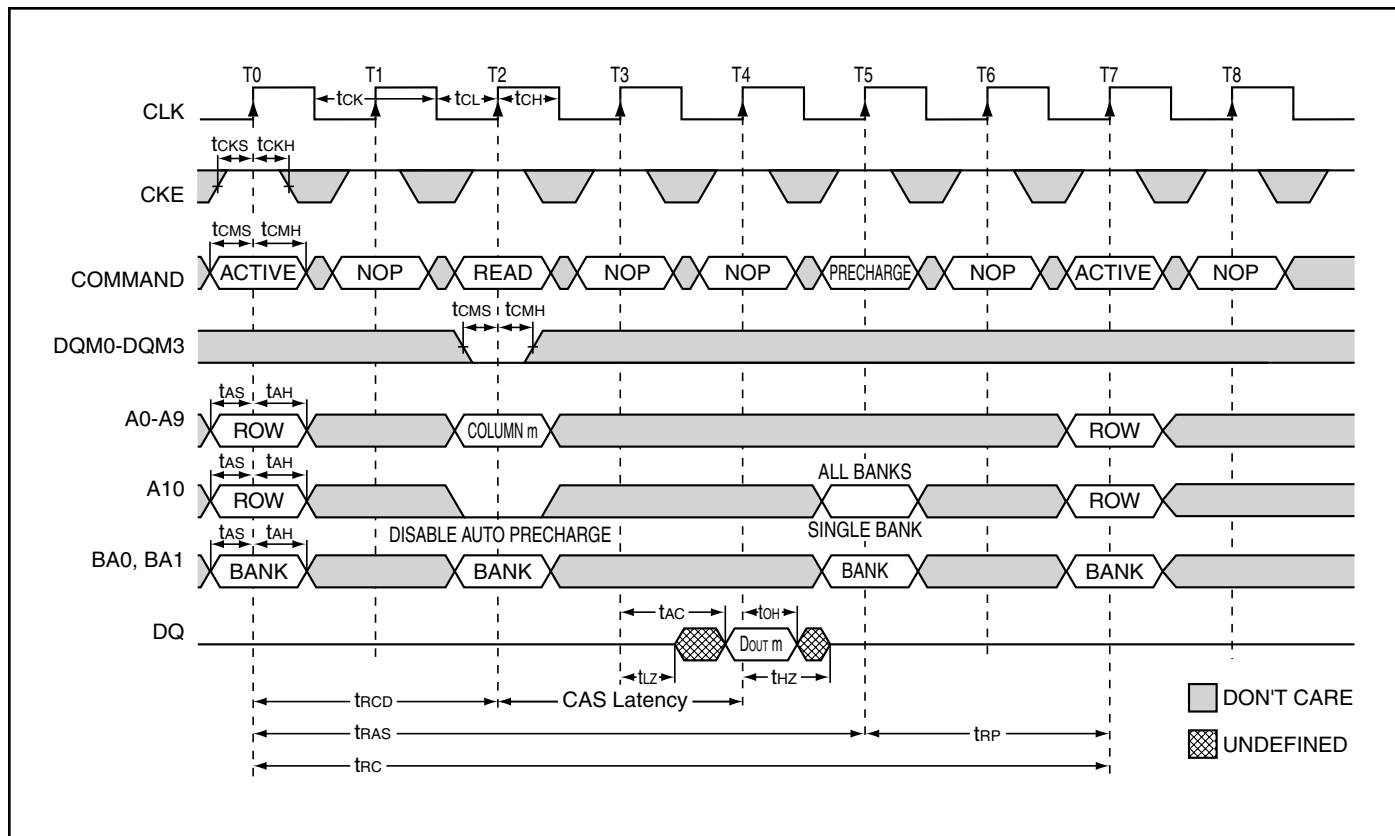 T0 T1 T2 T3 T4 T5 T6 T7 T8
CLK tCK tCL tCH
tCKS tCKH
CKE
tCMS tCMH
COMMAND ACTIVE NOP READ NOP NOP PRECHARGE NOP ACTIVE NOP
tCMS tCMH
DQM0-DQM3
tAS tAH
A0-A9 ROW COLUMN m ROW
tAS tAH ALL BANKS
A10 ROW ROW
DISABLE AUTO PRECHARGE SINGLE BANK
tAS tAH
BA0, BA1 BANK BANK BANK BANK
tAC tOH
DQ DOUT m
tLZ tHZ
tRCD CAS Latency
tRAS tRP
tRC
DON'T CARE
UNDEFINED